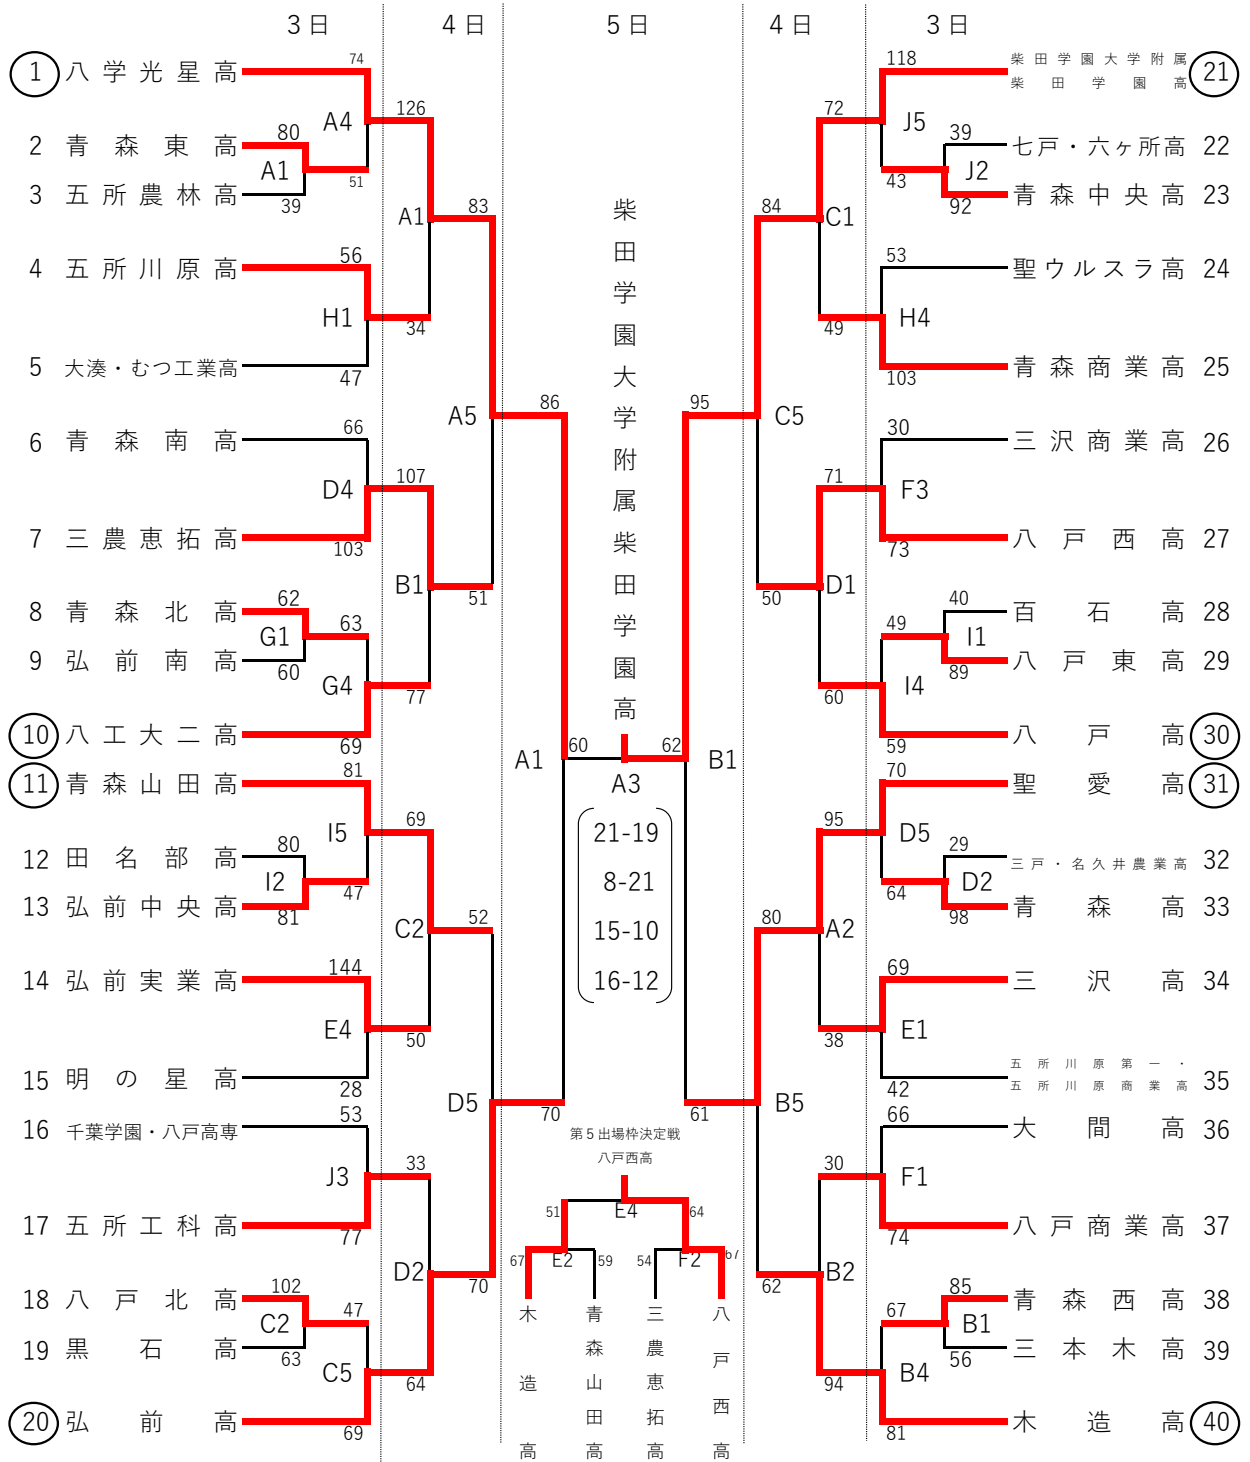 3日 4日 5日 4日 3日
1 八学光星高 74
A4 126
2 青森東高 80
A1 51
3 五所農林高 39
A1 83
4 五所川原高 56
H1 34
5 大湊・むつ工業高 47
A5 86
6 青森南高 66
D4 107
7 三農恵拓高 103
B1 51
8 青森北高 62
G1 63
9 弘前南高 60
G4 77
10 八工大二高 69
A1 60
11 青森山田高 81
I5 69
12 田名部高 80
I2 47
13 弘前中央高 81
C2 52
14 弘前実業高 144
E4 50
15 明の星高 28
D5 70
16 千葉学園・八戸高専 53
J3 33
17 五所工科高 77
D2 70
18 八戸北高 102
C2 47
19 黒石高 63
C5 64
20 弘前高 69
柴田学園大学附属柴田学園高
A3
21-19
8-21
15-10
16-12
118 柴田学園大学附属
柴田学園高 21
72 J5
39 七戸・六ヶ所高 22
43 J2
92 青森中央高 23
84 C1
53 聖ウルスラ高 24
49 H4
103 青森商業高 25
95 C5
30 三沢商業高 26
71 F3
73 八戸西高 27
50 D1
40 百石高 28
49 I1
89 八戸東高 29
60 I4
59 八戸高 30
62 B1
70 聖愛高 31
95 D5
29 三戸・名久井農業高 32
64 D2
98 青森高 33
80 A2
69 三沢高 34
38 E1
42 五所川原第一・
五所川原商業高 35
61 B5
66 大間高 36
30 F1
74 八戸商業高 37
62 B2
85 青森西高 38
67 B1
56 三本木高 39
94 B4
81 木造高 40
第5出場枠決定戦
八戸西高
51 E4 64
67 E2 59 54 F2 67
木造高
青森山田高
三農恵拓高
八戸西高